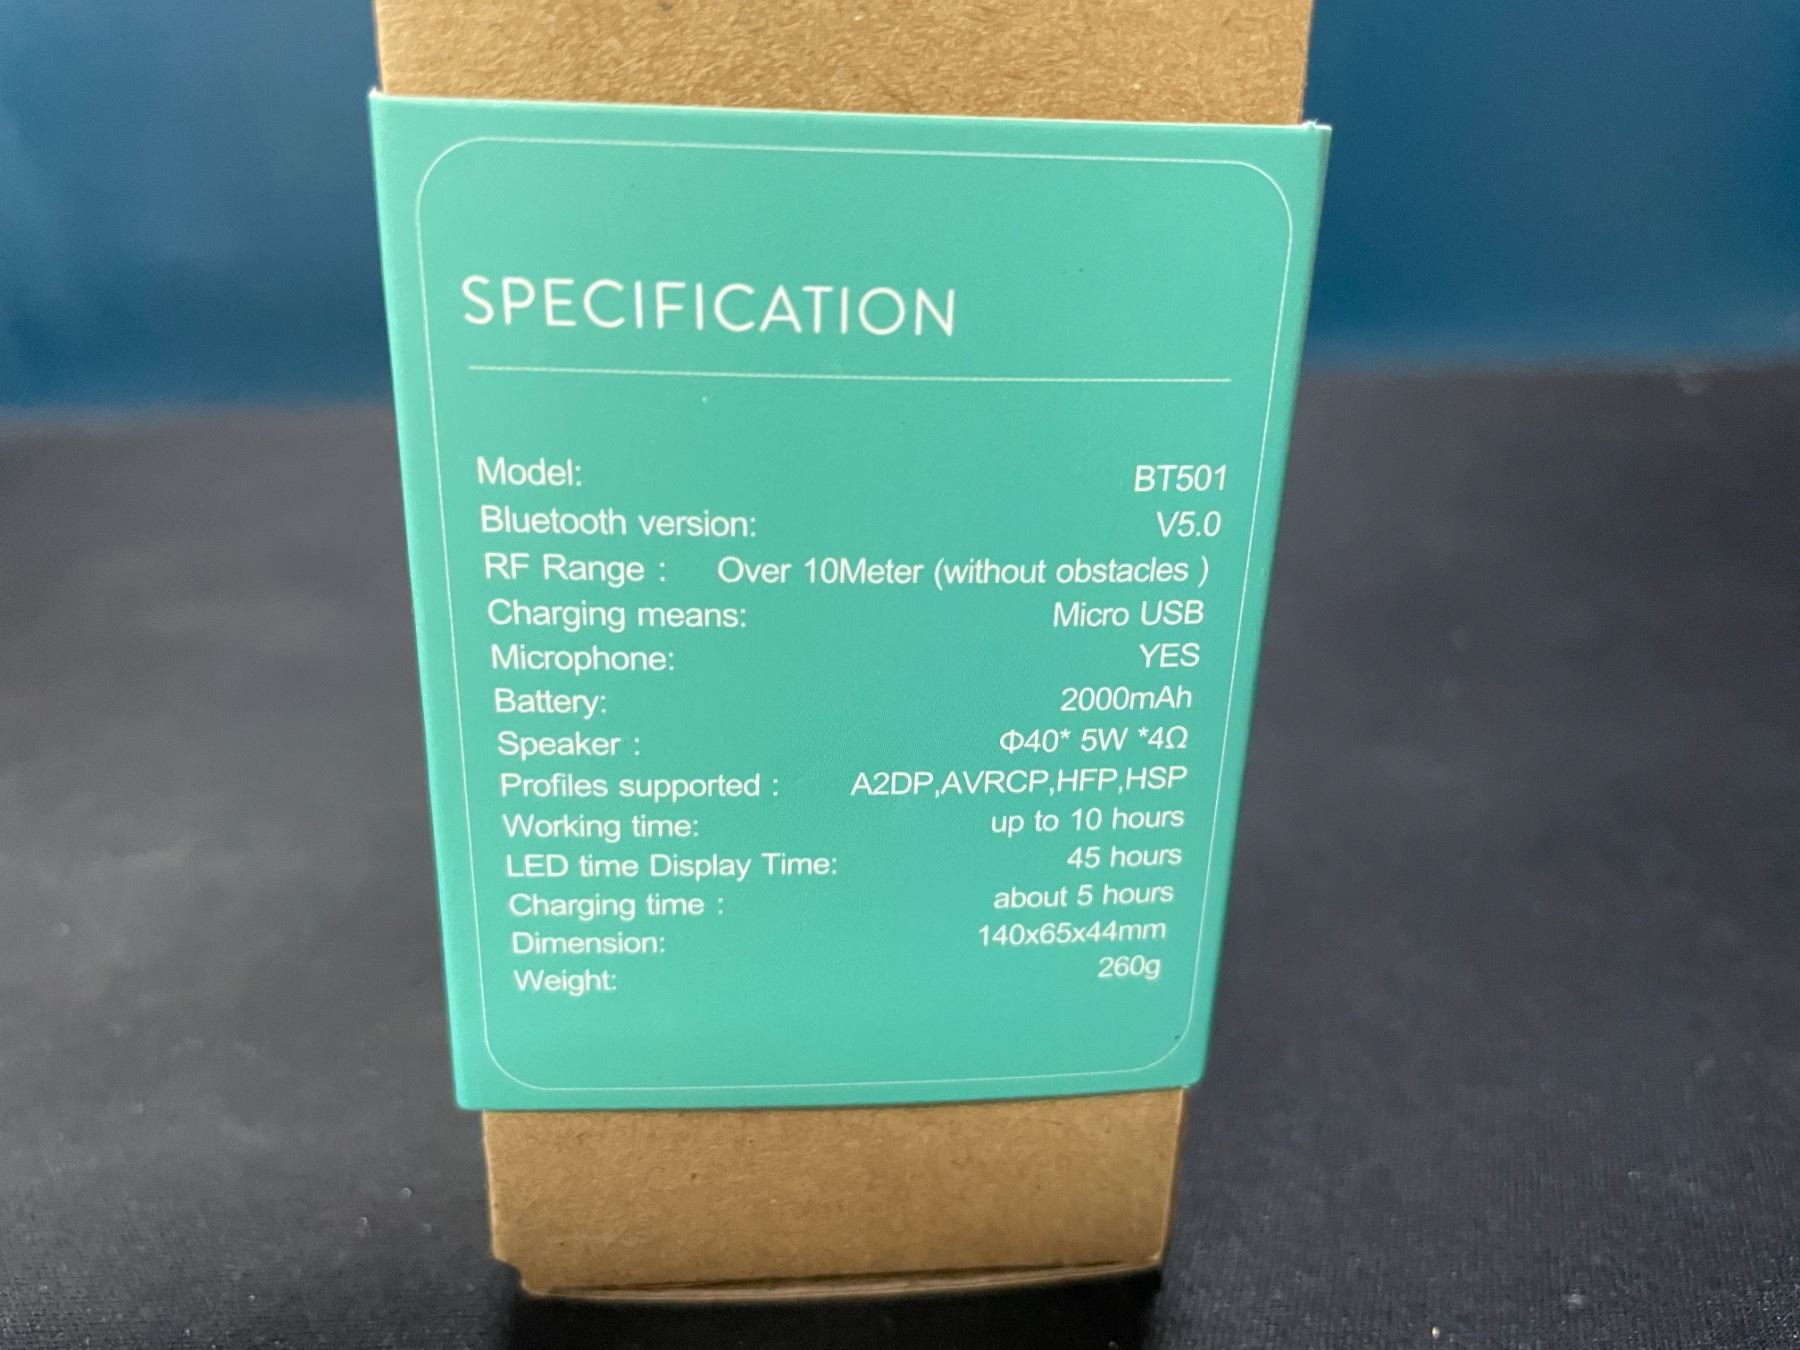 SPECIFICATION
Model: BT501
Bluetooth version: V5.0
RF Range : Over 10Meter (without obstacles )
Charging means: Micro USB
Microphone: YES
Battery: 2000mAh
Speaker : Φ40* 5W *4Ω
Profiles supported : A2DP,AVRCP,HFP,HSP
Working time: up to 10 hours
LED time Display Time: 45 hours
Charging time : about 5 hours
Dimension: 140x65x44mm
Weight: 260g